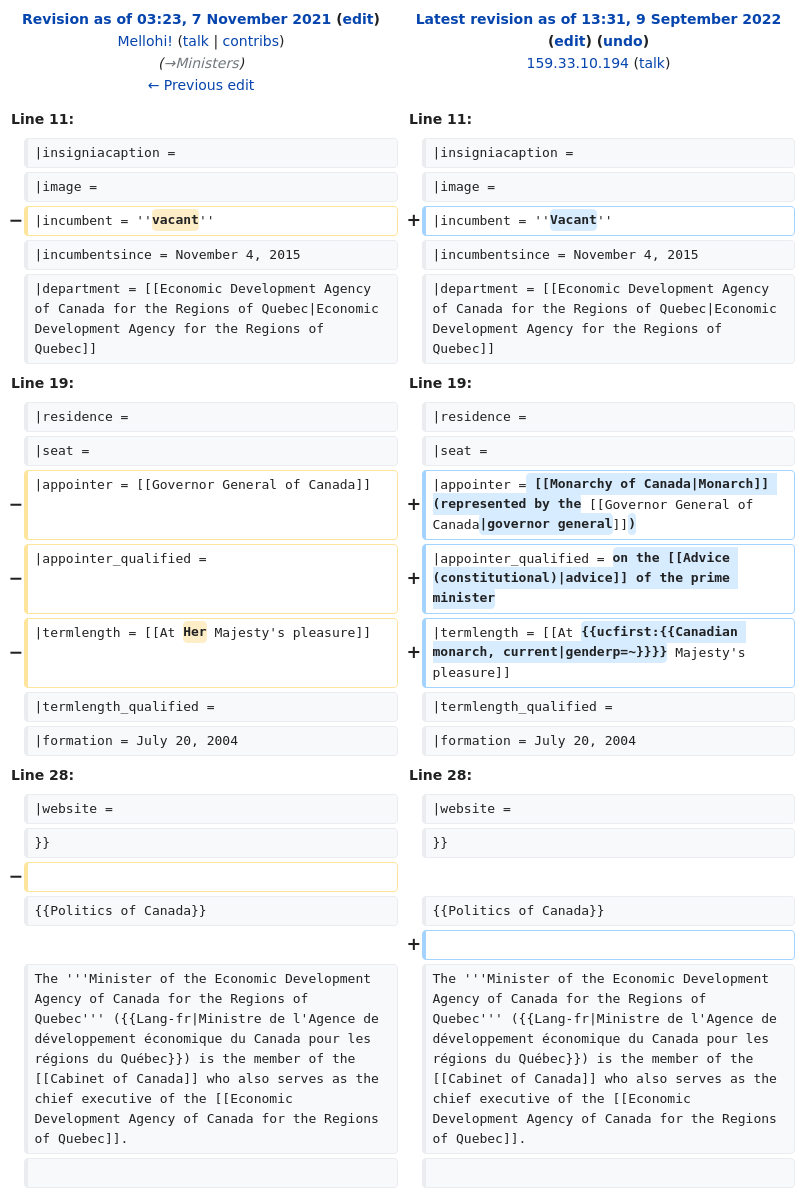 Revision as of 03:23, 7 November 2021 (edit)
Mellohi! (talk | contribs)
(→Ministers)
← Previous edit
Latest revision as of 13:31, 9 September 2022
(edit) (undo)
159.33.10.194 (talk)
Line 11:
Line 11:
|insigniacaption =
|insigniacaption =
|image =
|image =
− |incumbent = ''vacant''
+ |incumbent = ''Vacant''
|incumbentsince = November 4, 2015
|incumbentsince = November 4, 2015
|department = [[Economic Development Agency
of Canada for the Regions of Quebec|Economic
Development Agency for the Regions of
Quebec]]
|department = [[Economic Development Agency
of Canada for the Regions of Quebec|Economic
Development Agency for the Regions of
Quebec]]
Line 19:
Line 19:
|residence =
|residence =
|seat =
|seat =
− |appointer = [[Governor General of Canada]]
+ |appointer = [[Monarchy of Canada|Monarch]]
(represented by the [[Governor General of
Canada|governor general]])
− |appointer_qualified =
+ |appointer_qualified = on the [[Advice
(constitutional)|advice]] of the prime
minister
− |termlength = [[At Her Majesty's pleasure]]
+ |termlength = [[At {{ucfirst:{{Canadian
monarch, current|genderp=~}}}} Majesty's
pleasure]]
|termlength_qualified =
|termlength_qualified =
|formation = July 20, 2004
|formation = July 20, 2004
Line 28:
Line 28:
|website =
|website =
}}
}}
−
{{Politics of Canada}}
{{Politics of Canada}}
+
The '''Minister of the Economic Development
Agency of Canada for the Regions of
Quebec''' ({{Lang-fr|Ministre de l'Agence de
développement économique du Canada pour les
régions du Québec}}) is the member of the
[[Cabinet of Canada]] who also serves as the
chief executive of the [[Economic
Development Agency of Canada for the Regions
of Quebec]].
The '''Minister of the Economic Development
Agency of Canada for the Regions of
Quebec''' ({{Lang-fr|Ministre de l'Agence de
développement économique du Canada pour les
régions du Québec}}) is the member of the
[[Cabinet of Canada]] who also serves as the
chief executive of the [[Economic
Development Agency of Canada for the Regions
of Quebec]].